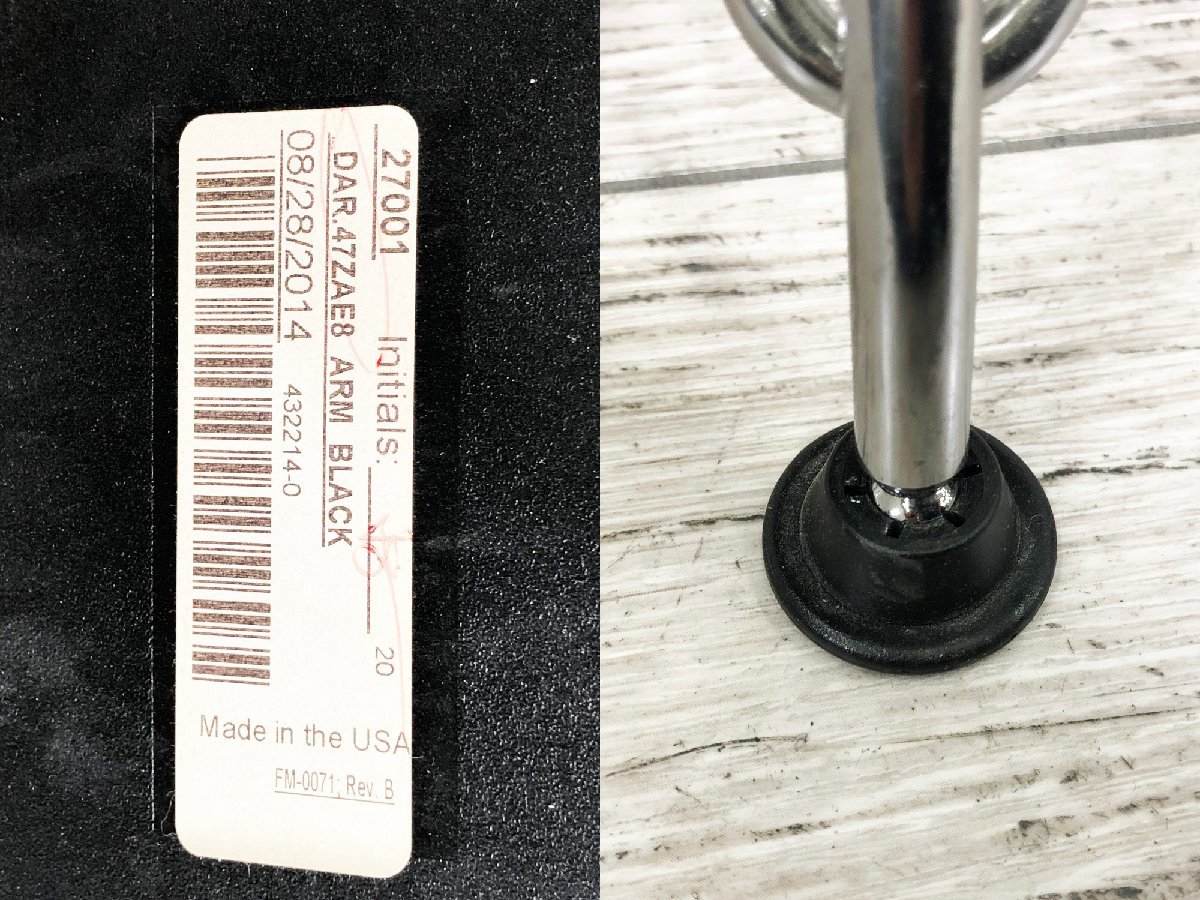 27001 Initials: 20
DAR.47ZAE8 ARM BLACK
08/28/2014 432214-0
Made in the USA
FM-0071; Rev. B